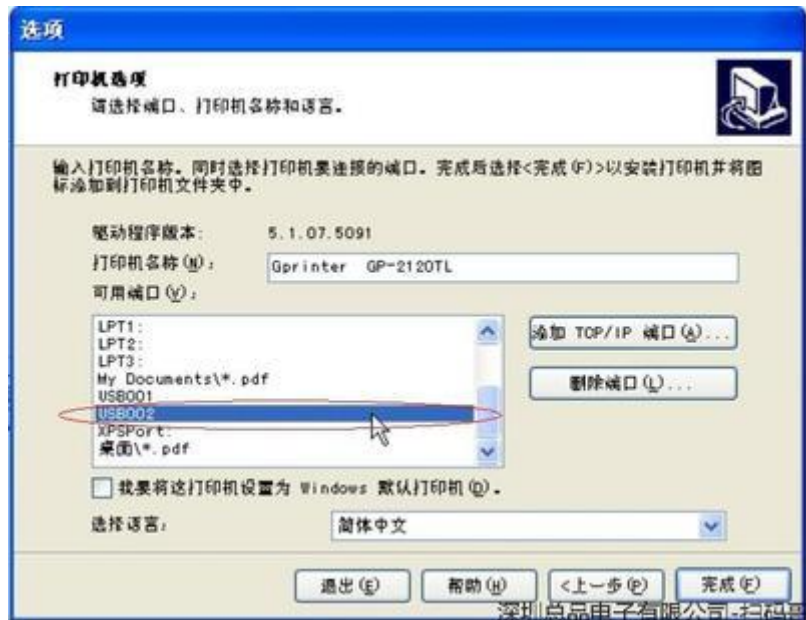 选项
打印机选项
请选择端口、打印机名称和语言。
输入打印机名称。同时选择打印机要连接的端口。完成后选择<完成(F)>以安装打印机并将图
标添加到打印机文件夹中。
驱动程序版本: 5.1.07.5091
打印机名称(N): Gprinter GP-2120TL
可用端口(V):
LPT1:
LPT2:
LPT3:
My Documents\*.pdf
USB001
USB002
XPSPort:
桌面\*.pdf
添加 TCP/IP 端口(A)...
删除端口(L)...
我要将这打印机设置为 Windows 默认打印机(D)。
选择语言: 简体中文
退出(E) 帮助(H) <上一步(P) 完成(F)
深圳总品电子有限公司-扫码哥